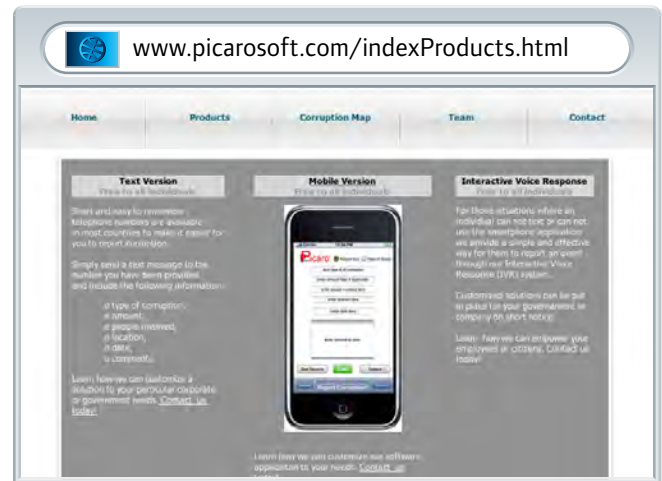 www.picarosoft.com/indexProducts.html
Home Products Corruption Map Team Contact
Text Version
Free to all individuals
Short and easy to remember
telephone numbers are available
in most countries to make it easier for
you to report corruption.
Simply send a text message to the
number you have been provided
and include the following information:
type of corruption,
amount,
people involved,
location,
date,
comment.
Learn how we can customize a
solution to your particular corporate
or government needs. Contact us
today!
Mobile Version
Free to all individuals
Picaro
Report Corruption
Learn how we can customize our software
application to your needs. Contact us
Interactive Voice Response
Free to all individuals
For those situations where an
individual can not text or can not
use the smartphone application
we provide a simple and effective
way for them to report an event
through our Interactive Voice
Response (IVR) system.
Customized solutions can be put
in place for your government or
company on short notice.
Learn how we can empower your
employees or citizens. Contact us
today!